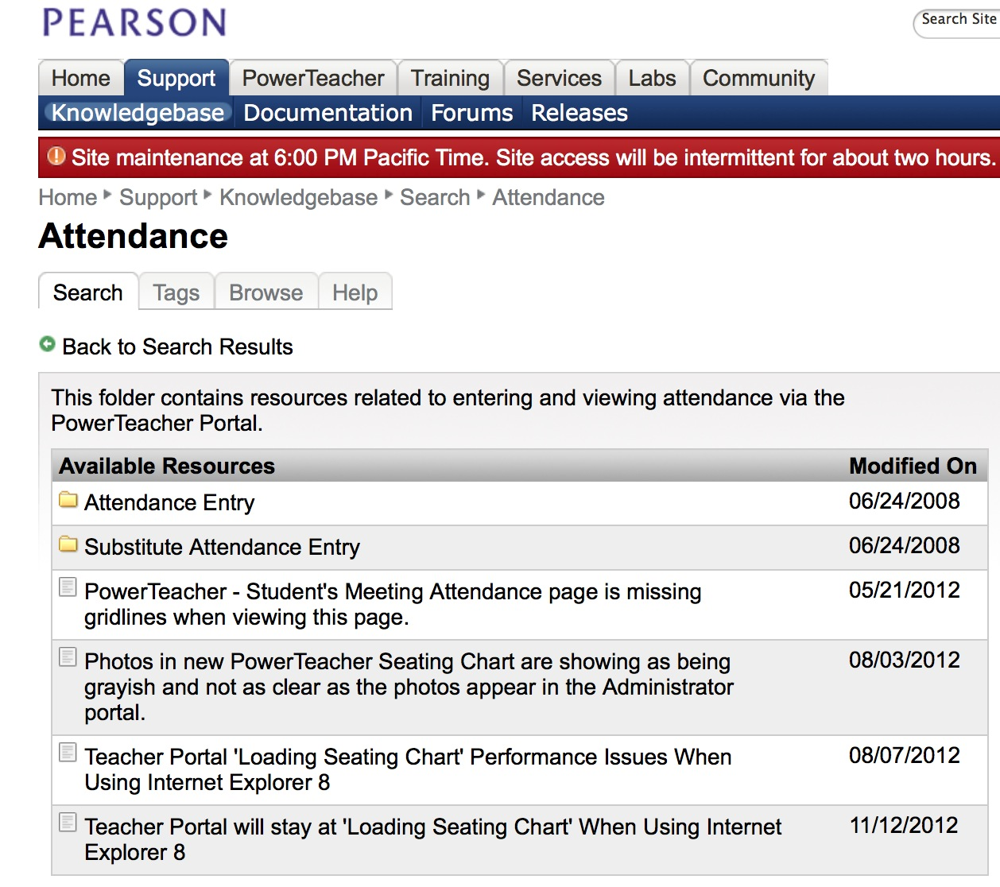 PEARSON
Search Site
Home Support PowerTeacher Training Services Labs Community
Knowledgebase Documentation Forums Releases
Site maintenance at 6:00 PM Pacific Time. Site access will be intermittent for about two hours.
Home Support Knowledgebase Search Attendance
Attendance
Search Tags Browse Help
Back to Search Results
This folder contains resources related to entering and viewing attendance via the
PowerTeacher Portal.
Available Resources Modified On
Attendance Entry 06/24/2008
Substitute Attendance Entry 06/24/2008
PowerTeacher - Student's Meeting Attendance page is missing 05/21/2012
gridlines when viewing this page.
Photos in new PowerTeacher Seating Chart are showing as being 08/03/2012
grayish and not as clear as the photos appear in the Administrator
portal.
Teacher Portal 'Loading Seating Chart' Performance Issues When 08/07/2012
Using Internet Explorer 8
Teacher Portal will stay at 'Loading Seating Chart' When Using Internet 11/12/2012
Explorer 8